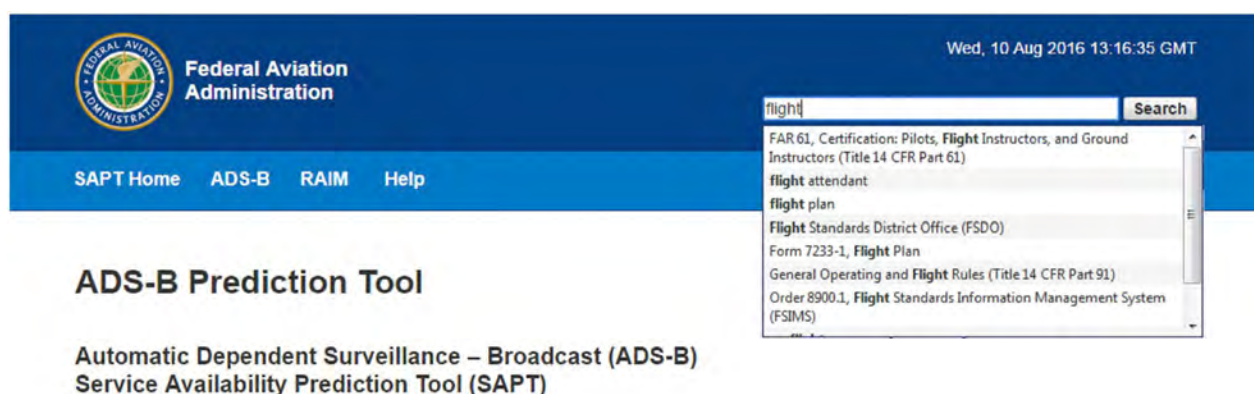 Federal Aviation
Administration
Wed, 10 Aug 2016 13:16:35 GMT
flight
Search
SAPT Home ADS-B RAIM Help
FAR 61, Certification: Pilots, Flight Instructors, and Ground
Instructors (Title 14 CFR Part 61)
flight attendant
flight plan
Flight Standards District Office (FSDO)
Form 7233-1, Flight Plan
General Operating and Flight Rules (Title 14 CFR Part 91)
Order 8900.1, Flight Standards Information Management System
(FSIMS)
ADS-B Prediction Tool
Automatic Dependent Surveillance – Broadcast (ADS-B)
Service Availability Prediction Tool (SAPT)